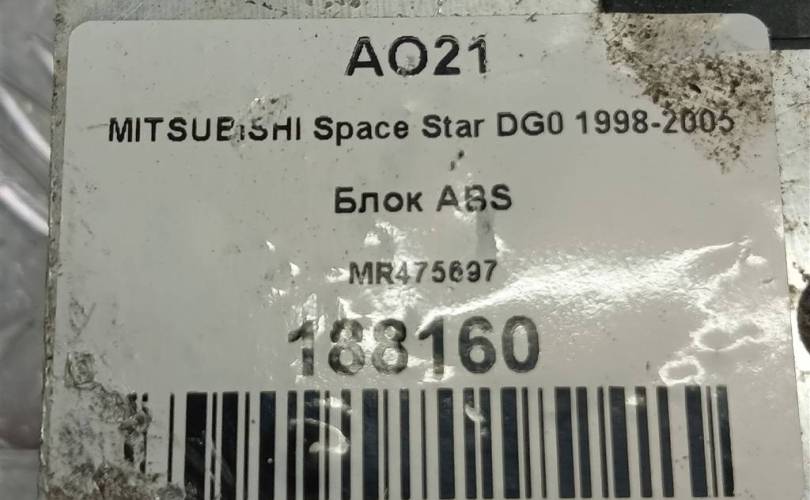 AO21
MITSUBISHI Space Star DG0 1998-2005
Блок ABS
MR475697
188160